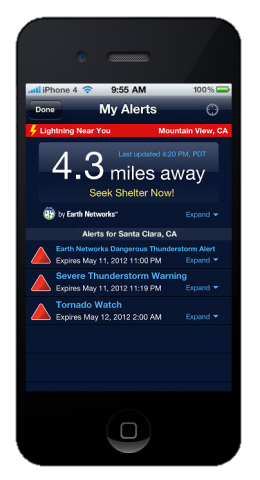 iPhone 4 9:55 AM 100%
Done My Alerts
Lightning Near You Mountain View, CA
Last updated 4:20 PM, PDT
4.3 miles away
Seek Shelter Now!
by Earth Networks™ Expand
Alerts for Santa Clara, CA
Earth Networks Dangerous Thunderstorm Alert
Expires May 11, 2012 11:00 PM Expand
Severe Thunderstorm Warning
Expires May 11, 2012 11:19 PM Expand
Tornado Watch
Expires May 12, 2012 2:00 AM Expand